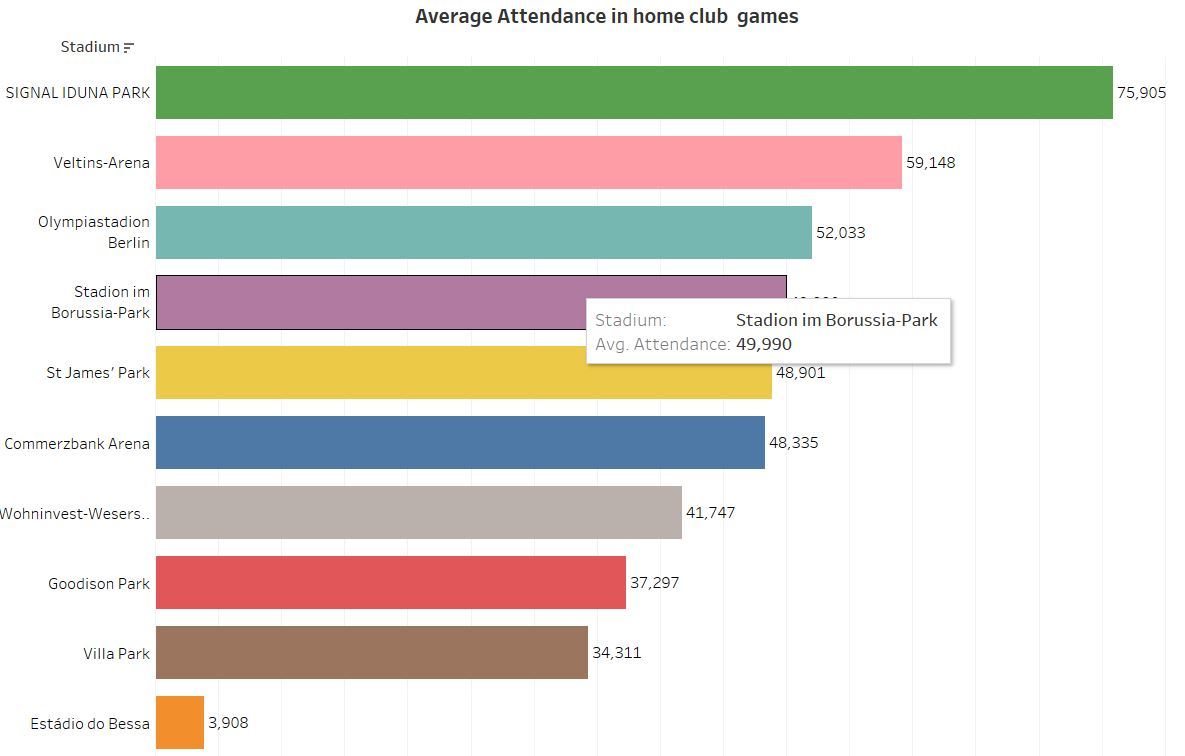 Average Attendance in home club  games
Stadium
SIGNAL IDUNA PARK
75,905
Veltins-Arena
59,148
Olympiastadion
Berlin
52,033
Stadion im
Borussia-Park
Stadium: Stadion im Borussia-Park
Avg. Attendance: 49,990
St James’ Park
48,901
Commerzbank Arena
48,335
Wohninvest-Wesers..
41,747
Goodison Park
37,297
Villa Park
34,311
Estádio do Bessa
3,908